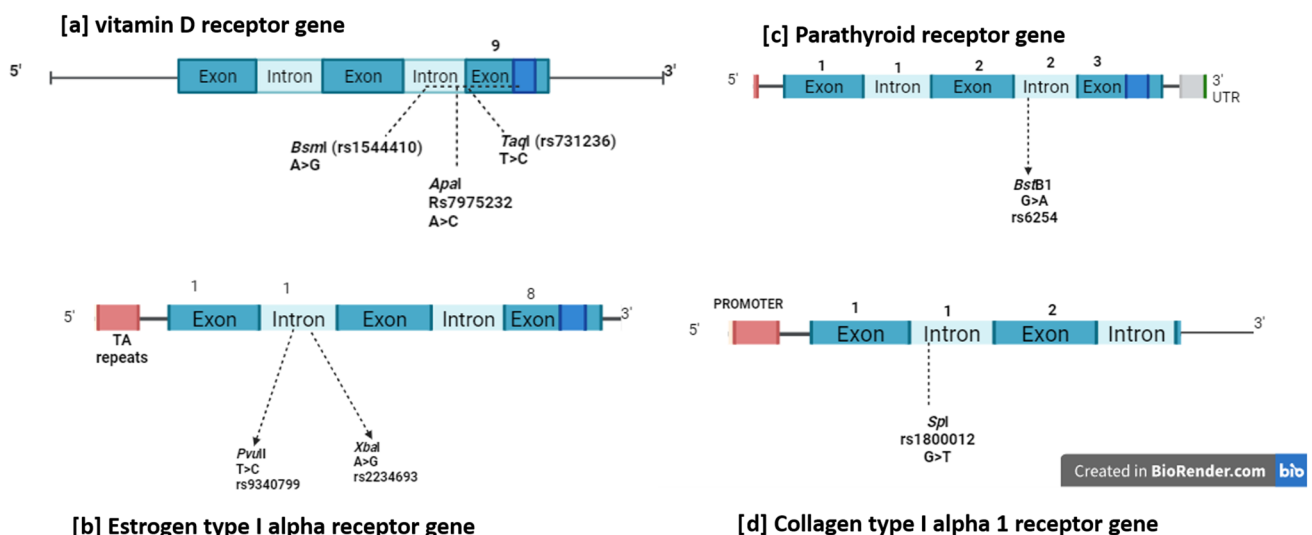 [a] vitamin D receptor gene
9
5'
Exon
Intron
Exon
Intron
Exon
3'
BsmI (rs1544410)
A>G
ApaI
Rs7975232
A>C
TaqI (rs731236)
T>C
[c] Parathyroid receptor gene
1
1
2
2
3
5'
Exon
Intron
Exon
Intron
Exon
3'
UTR
BstB1
G>A
rs6254
1
1
8
5'
Exon
Intron
Exon
Intron
Exon
3'
TA
repeats
PvuII
T>C
rs9340799
XbaI
A>G
rs2234693
[b] Estrogen type I alpha receptor gene
PROMOTER
1
1
2
5'
Exon
Intron
Exon
Intron
3'
SpI
rs1800012
G>T
Created in BioRender.com bio
[d] Collagen type I alpha 1 receptor gene